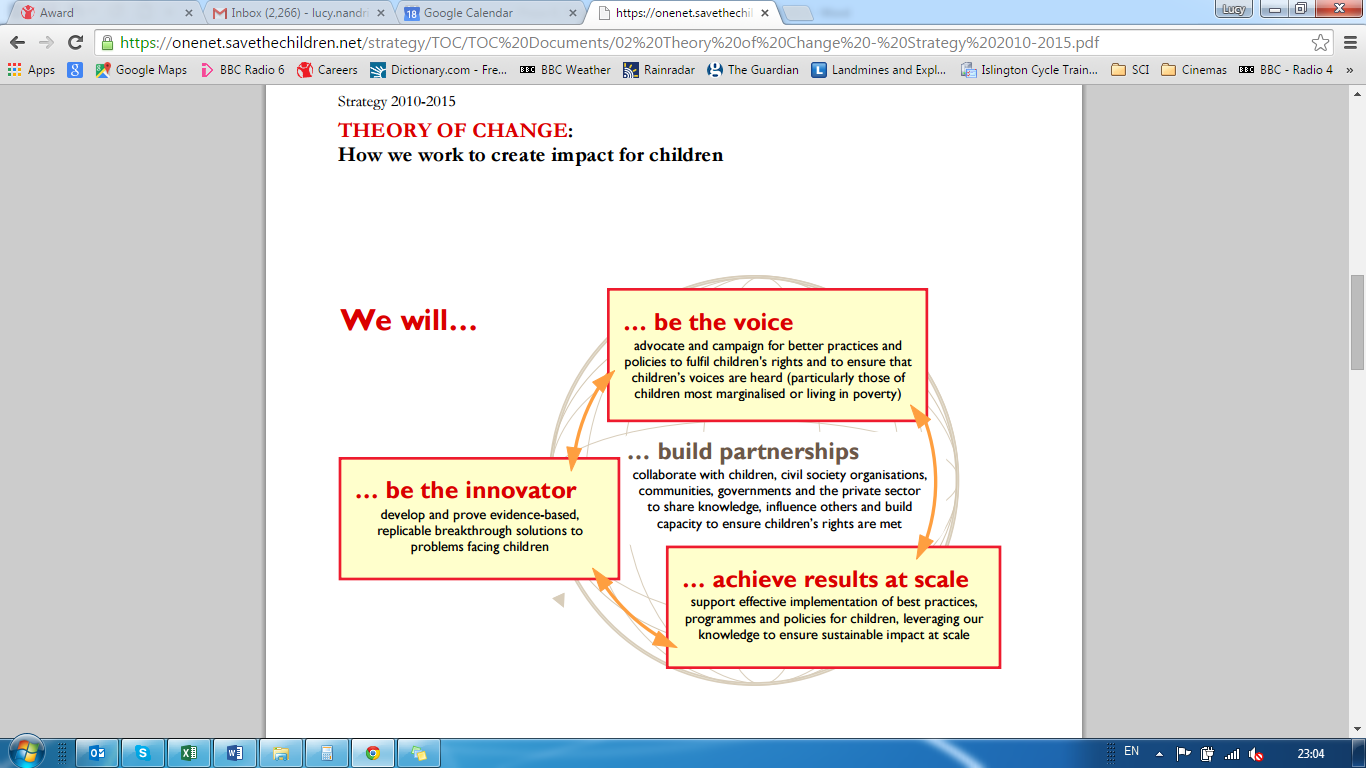 Award
Inbox (2,266) - lucy.nandri
Google Calendar
https://onenet.savethechil
Lucy
https://onenet.savethechildren.net/strategy/TOC/TOC%20Documents/02%20Theory%20of%20Change%20-%20Strategy%202010-2015.pdf
Apps
Google Maps
BBC Radio 6
Careers
Dictionary.com - Fre...
BBC Weather
Rainradar
The Guardian
Landmines and Expl...
Islington Cycle Train...
SCI
Cinemas
BBC - Radio 4
»
Strategy 2010-2015
THEORY OF CHANGE:
How we work to create impact for children
We will...
... be the voice
advocate and campaign for better practices and
policies to fulfil children's rights and to ensure that
children's voices are heard (particularly those of
children most marginalised or living in poverty)
... build partnerships
collaborate with children, civil society organisations,
communities, governments and the private sector
to share knowledge, influence others and build
capacity to ensure children's rights are met
... be the innovator
develop and prove evidence-based,
replicable breakthrough solutions to
problems facing children
... achieve results at scale
support effective implementation of best practices,
programmes and policies for children, leveraging our
knowledge to ensure sustainable impact at scale
EN
23:04